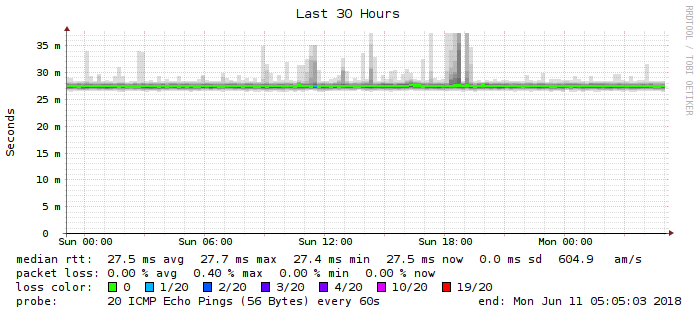 Last 30 Hours
RRDTOOL / TOBI OETIKER
Seconds
35 m
30 m
25 m
20 m
15 m
10 m
5 m
0
Sun 00:00 Sun 06:00 Sun 12:00 Sun 18:00 Mon 00:00
median rtt: 27.5 ms avg 27.7 ms max 27.4 ms min 27.5 ms now 0.0 ms sd 604.9 am/s
packet loss: 0.00 % avg 0.40 % max 0.00 % min 0.00 % now
loss color: 0 1/20 2/20 3/20 4/20 10/20 19/20
probe: 20 ICMP Echo Pings (56 Bytes) every 60s end: Mon Jun 11 05:05:03 2018